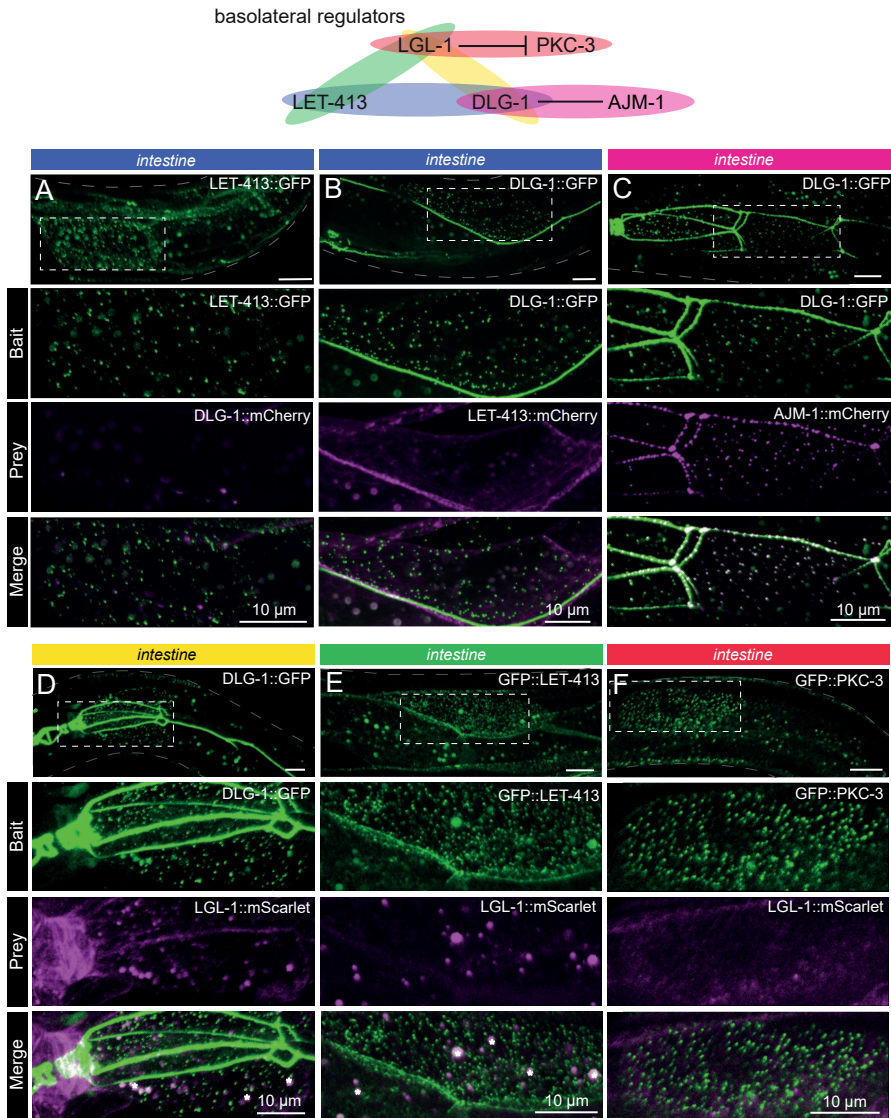 basolateral regulators
LGL-1 PKC-3
LET-413 DLG-1 AJM-1
intestine intestine intestine
A LET-413::GFP B DLG-1::GFP C DLG-1::GFP
Bait LET-413::GFP DLG-1::GFP DLG-1::GFP
Prey DLG-1::mCherry LET-413::mCherry AJM-1::mCherry
Merge 10 µm 10 µm 10 µm
intestine intestine intestine
D DLG-1::GFP E GFP::LET-413 F GFP::PKC-3
Bait DLG-1::GFP GFP::LET-413 GFP::PKC-3
Prey LGL-1::mScarlet LGL-1::mScarlet LGL-1::mScarlet
Merge * * * * * * 10 µm 10 µm 10 µm